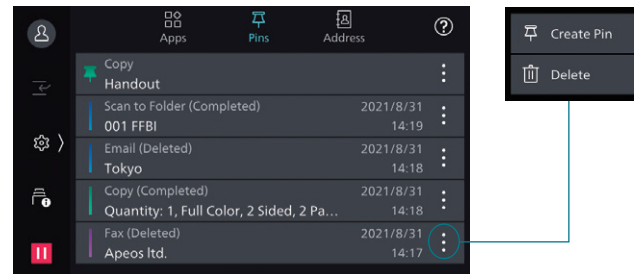 Apps
Pins
Address
?
Copy
Handout
Scan to Folder (Completed) 2021/8/31
001 FFBI 14:19
Email (Deleted) 2021/8/31
Tokyo 14:18
Copy (Completed) 2021/8/31
Quantity: 1, Full Color, 2 Sided, 2 Pa... 14:18
Fax (Deleted) 2021/8/31
Apeos ltd. 14:17
Create Pin
Delete